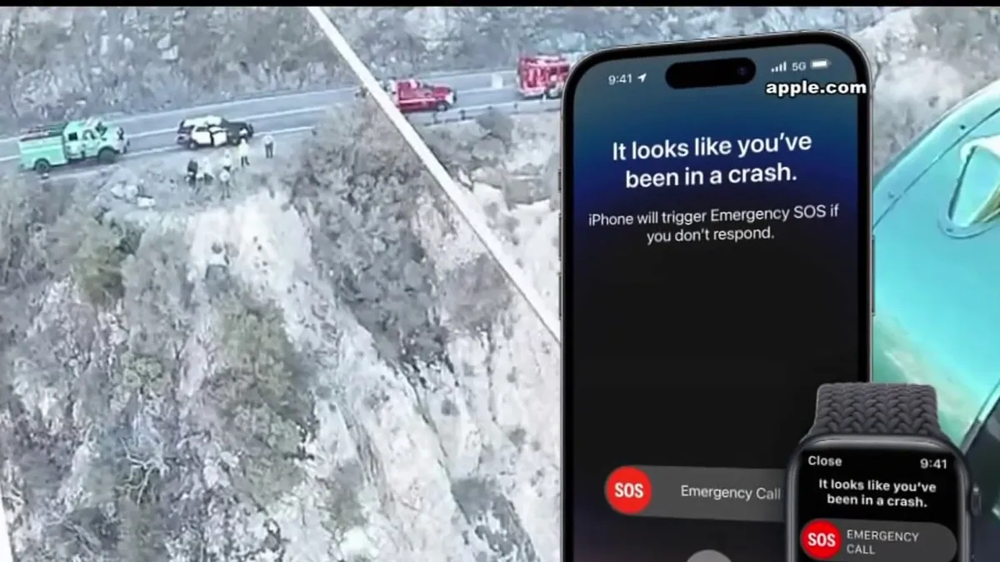 9:41
5G
apple.com
It looks like you've
been in a crash.
iPhone will trigger Emergency SOS if
you don't respond.
SOS
Emergency Call
Close
9:41
It looks like you've
been in a crash.
SOS
EMERGENCY
CALL